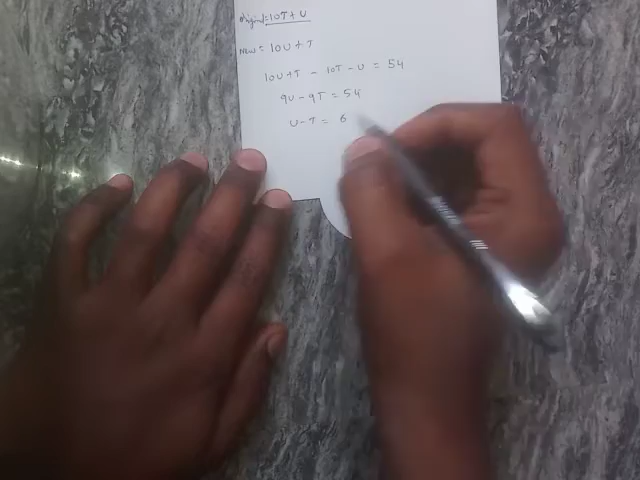 Original = 10T + U
New = 10U + T
10U + T - 10T - U = 54
9U - 9T = 54
U - T = 6